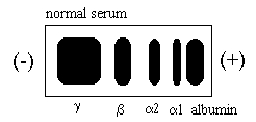 normal serum
(-) (+)
γ β α2 α1 albumin